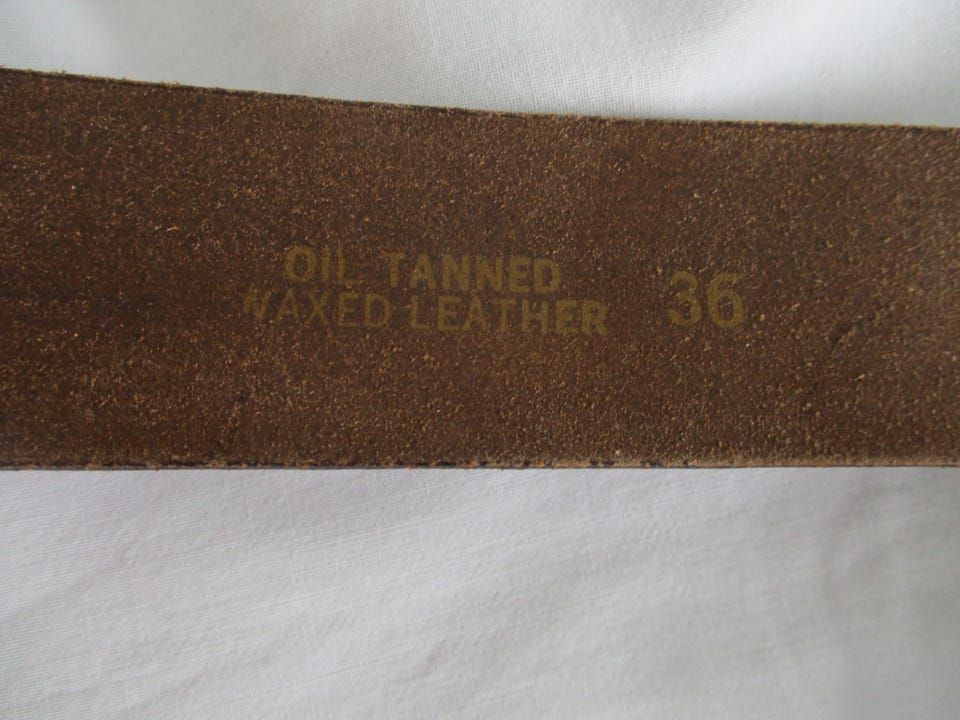 OIL TANNED
WAXED LEATHER 36